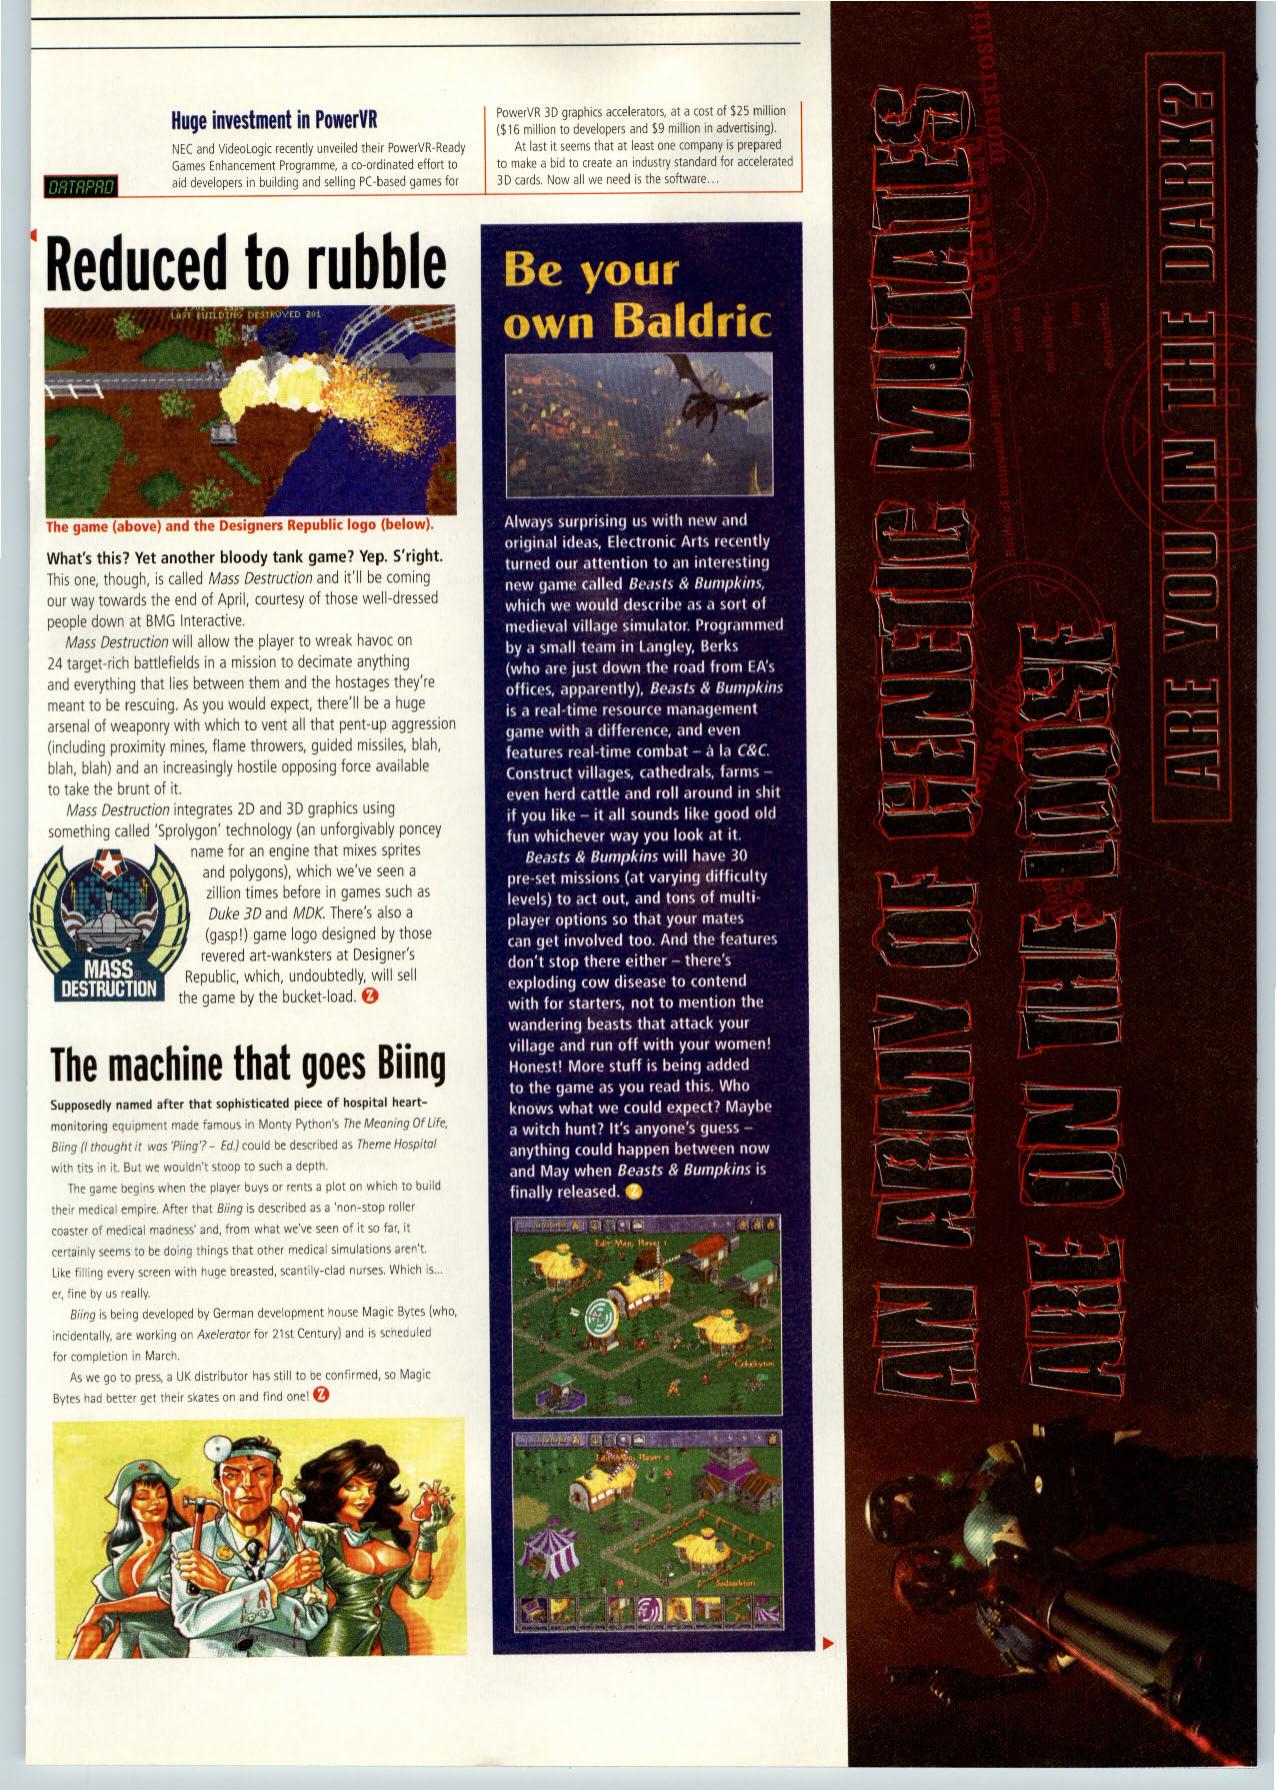 Huge investment in PowerVR
NEC and VideoLogic recently unveiled their PowerVR-Ready
Games Enhancement Programme, a co-ordinated effort to
aid developers in building and selling PC-based games for
PowerVR 3D graphics accelerators, at a cost of $25 million
($16 million to developers and $9 million in advertising).
At last it seems that at least one company is prepared
to make a bid to create an industry standard for accelerated
3D cards. Now all we need is the software...
DATAPAD
Reduced to rubble
LAST BUILDING DESTROYED 201
The game (above) and the Designers Republic logo (below).
What's this? Yet another bloody tank game? Yep. S'right.
This one, though, is called Mass Destruction and it'll be coming
our way towards the end of April, courtesy of those well-dressed
people down at BMG Interactive.
Mass Destruction will allow the player to wreak havoc on
24 target-rich battlefields in a mission to decimate anything
and everything that lies between them and the hostages they're
meant to be rescuing. As you would expect, there'll be a huge
arsenal of weaponry with which to vent all that pent-up aggression
(including proximity mines, flame throwers, guided missiles, blah,
blah, blah) and an increasingly hostile opposing force available
to take the brunt of it.
Mass Destruction integrates 2D and 3D graphics using
something called 'Sprolygon' technology (an unforgivably poncey
name for an engine that mixes sprites
and polygons), which we've seen a
zillion times before in games such as
Duke 3D and MDK. There's also a
(gasp!) game logo designed by those
revered art-wanksters at Designer's
Republic, which, undoubtedly, will sell
the game by the bucket-load. Z
MASS
DESTRUCTION
The machine that goes Biing
Supposedly named after that sophisticated piece of hospital heart-
monitoring equipment made famous in Monty Python's The Meaning Of Life,
Biing (I thought it was 'Piing'? – Ed.) could be described as Theme Hospital
with tits in it. But we wouldn't stoop to such a depth.
The game begins when the player buys or rents a plot on which to build
their medical empire. After that Biing is described as a 'non-stop roller
coaster of medical madness' and, from what we've seen of it so far, it
certainly seems to be doing things that other medical simulations aren't.
Like filling every screen with huge breasted, scantily-clad nurses. Which is...
er, fine by us really.
Biing is being developed by German development house Magic Bytes (who,
incidentally, are working on Axelerator for 21st Century) and is scheduled
for completion in March.
As we go to press, a UK distributor has still to be confirmed, so Magic
Bytes had better get their skates on and find one! Z
Be your
own Baldric
Always surprising us with new and
original ideas, Electronic Arts recently
turned our attention to an interesting
new game called Beasts & Bumpkins,
which we would describe as a sort of
medieval village simulator. Programmed
by a small team in Langley, Berks
(who are just down the road from EA's
offices, apparently), Beasts & Bumpkins
is a real-time resource management
game with a difference, and even
features real-time combat – à la C&C.
Construct villages, cathedrals, farms –
even herd cattle and roll around in shit
if you like – it all sounds like good old
fun whichever way you look at it.
Beasts & Bumpkins will have 30
pre-set missions (at varying difficulty
levels) to act out, and tons of multi-
player options so that your mates
can get involved too. And the features
don't stop there either – there's
exploding cow disease to contend
with for starters, not to mention the
wandering beasts that attack your
village and run off with your women!
Honest! More stuff is being added
to the game as you read this. Who
knows what we could expect? Maybe
a witch hunt? It's anyone's guess –
anything could happen between now
and May when Beasts & Bumpkins is
finally released. Z
Edit Map, Player 1
AN ARMY OF GENETIC MUTATES
ARE ON THE LOOSE
ARE YOU IN THE DARK?